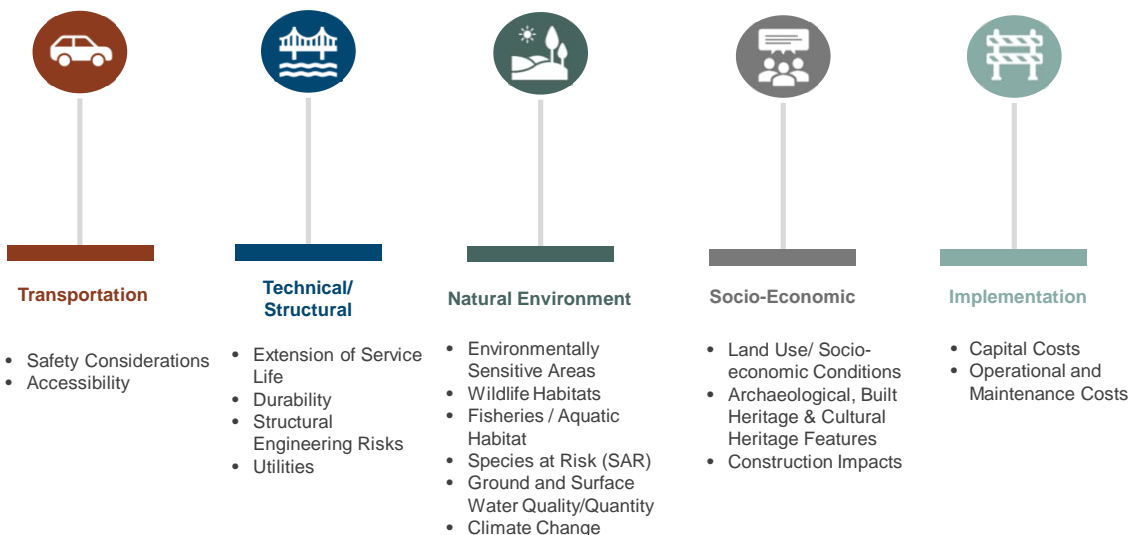 Transportation
• Safety Considerations
• Accessibility
Technical/
Structural
• Extension of Service
Life
• Durability
• Structural
Engineering Risks
• Utilities
Natural Environment
• Environmentally
Sensitive Areas
• Wildlife Habitats
• Fisheries / Aquatic
Habitat
• Species at Risk (SAR)
• Ground and Surface
Water Quality/Quantity
• Climate Change
Socio-Economic
• Land Use/ Socio-
economic Conditions
• Archaeological, Built
Heritage & Cultural
Heritage Features
• Construction Impacts
Implementation
• Capital Costs
• Operational and
Maintenance Costs